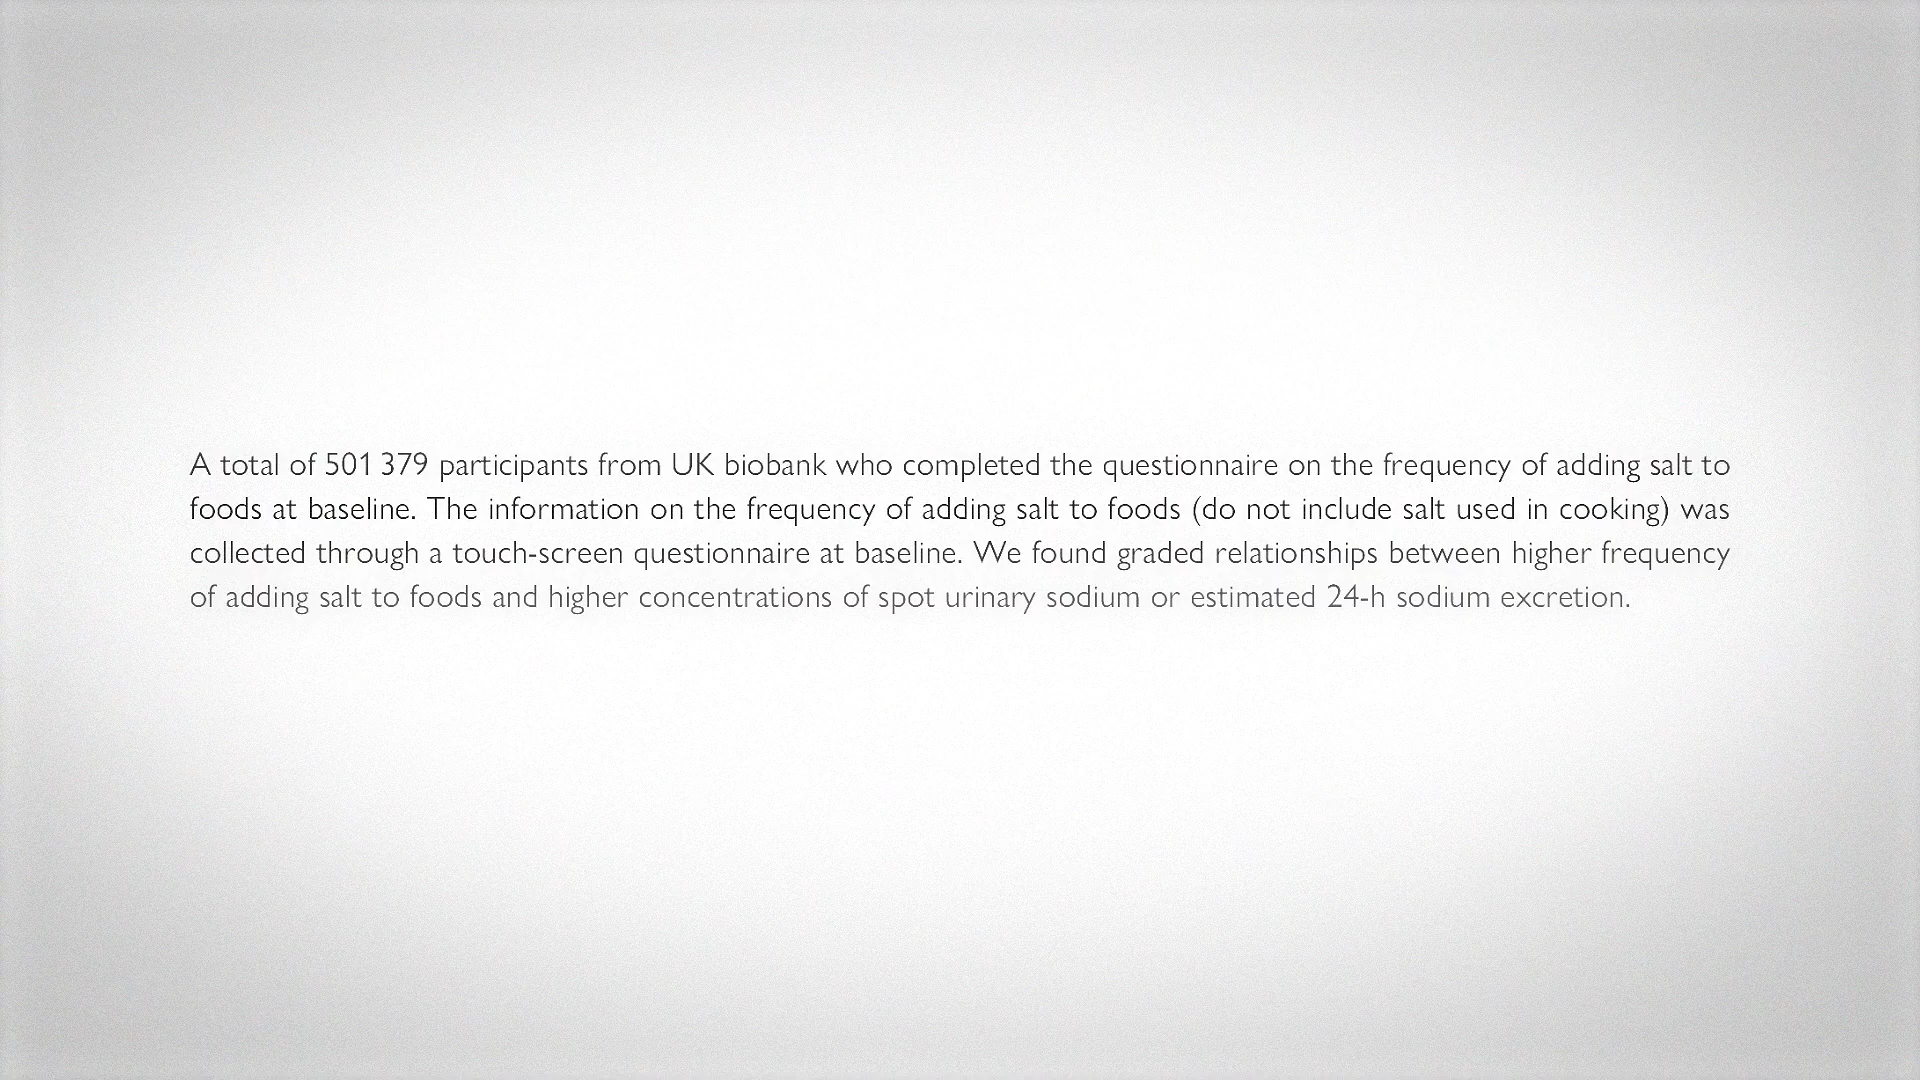 A total of 501 379 participants from UK biobank who completed the questionnaire on the frequency of adding salt to
foods at baseline. The information on the frequency of adding salt to foods (do not include salt used in cooking) was
collected through a touch-screen questionnaire at baseline. We found graded relationships between higher frequency
of adding salt to foods and higher concentrations of spot urinary sodium or estimated 24-h sodium excretion.